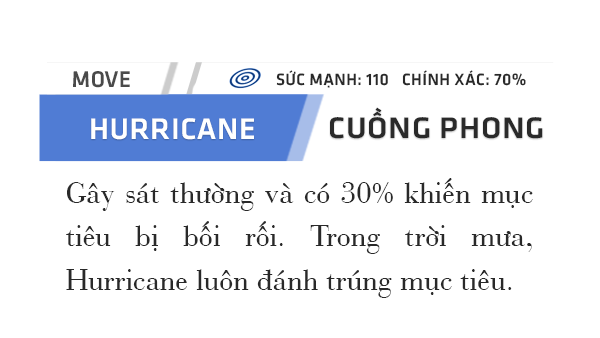 MOVE SỨC MẠNH: 110 CHÍNH XÁC: 70%
HURRICANE CUỒNG PHONG
Gây sát thường và có 30% khiến mục
tiêu bị bối rối. Trong trời mưa,
Hurricane luôn đánh trúng mục tiêu.